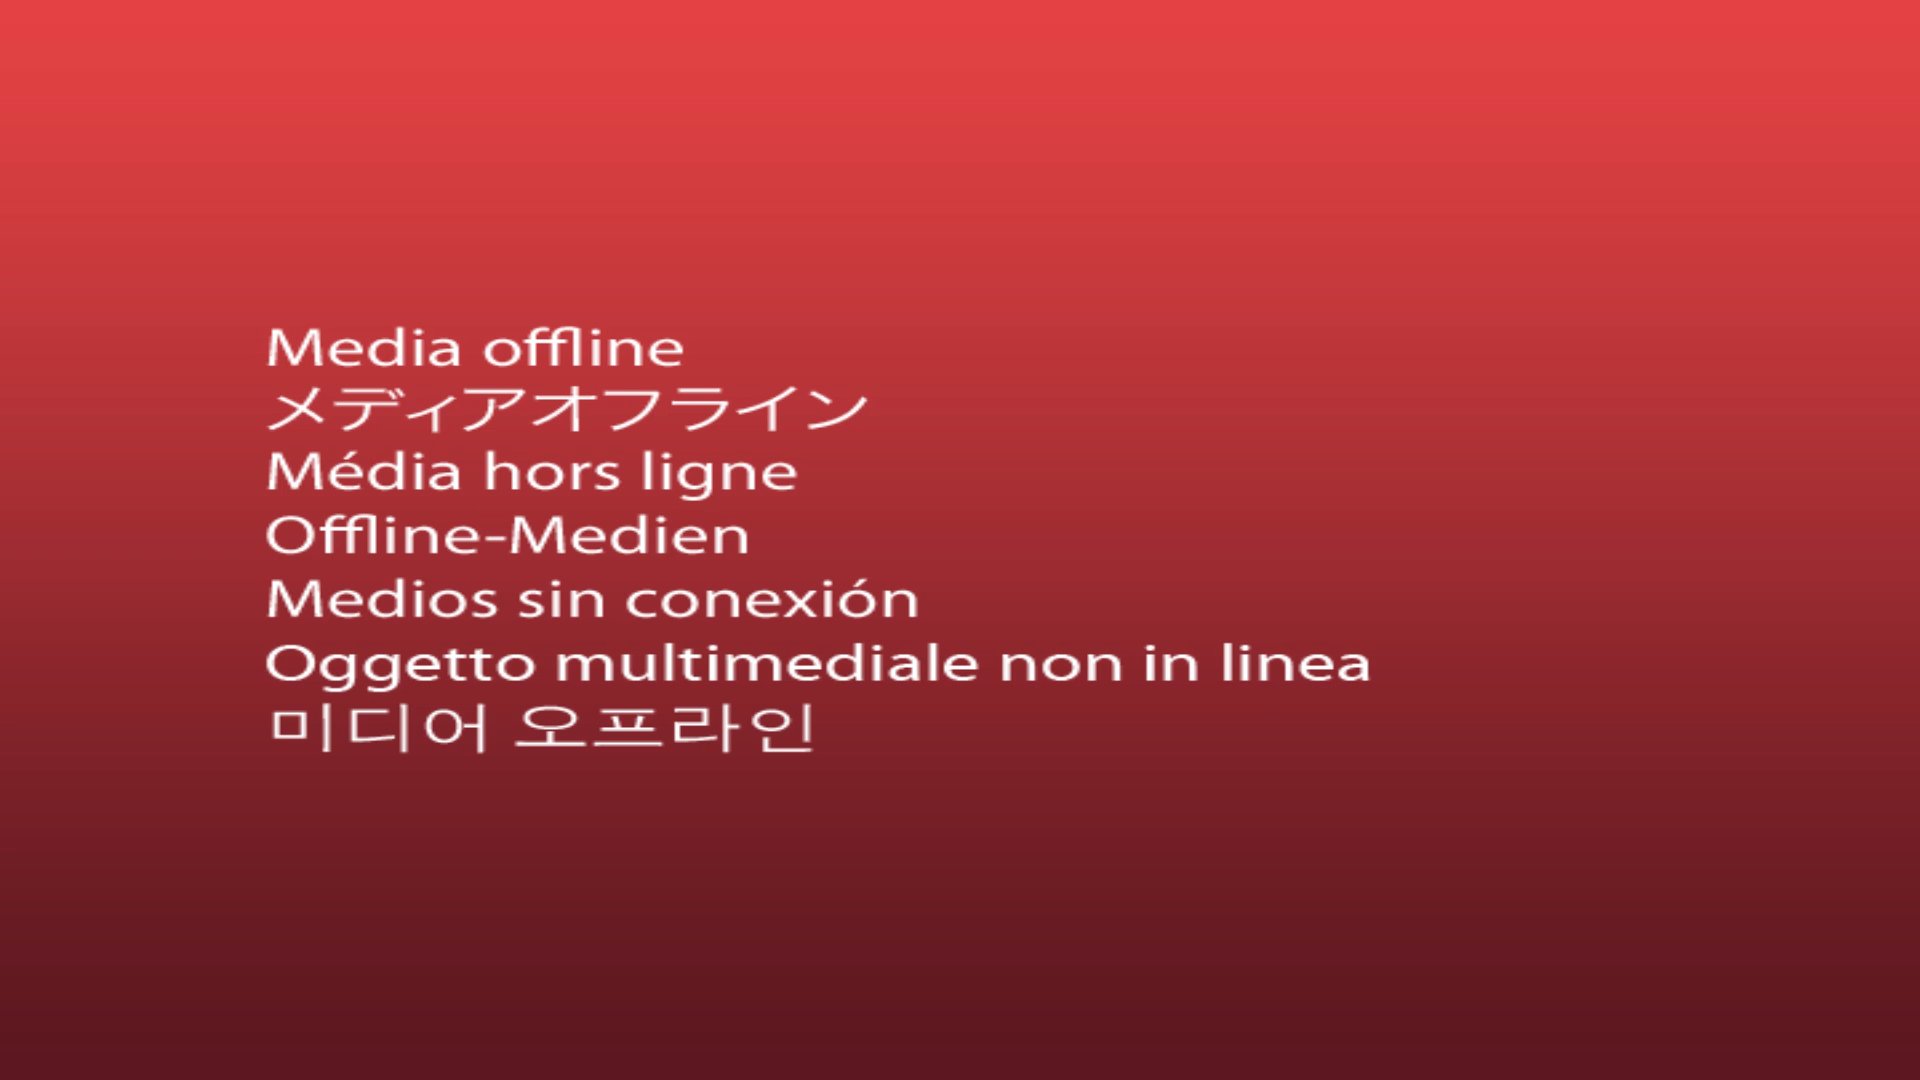 Media offline
メディアオフライン
Média hors ligne
Offline-Medien
Medios sin conexión
Oggetto multimediale non in linea
미디어 오프라인